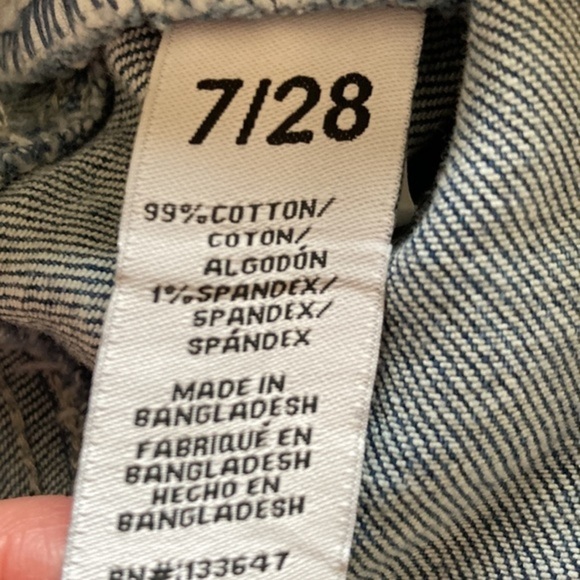 7/28
99%COTTON/
COTON/
ALGODÓN
1%SPANDEX/
SPANDEX/
SPÁNDEX
MADE IN
BANGLADESH
FABRIQUÉ EN
BANGLADESH
HECHO EN
BANGLADESH
RN#:133647